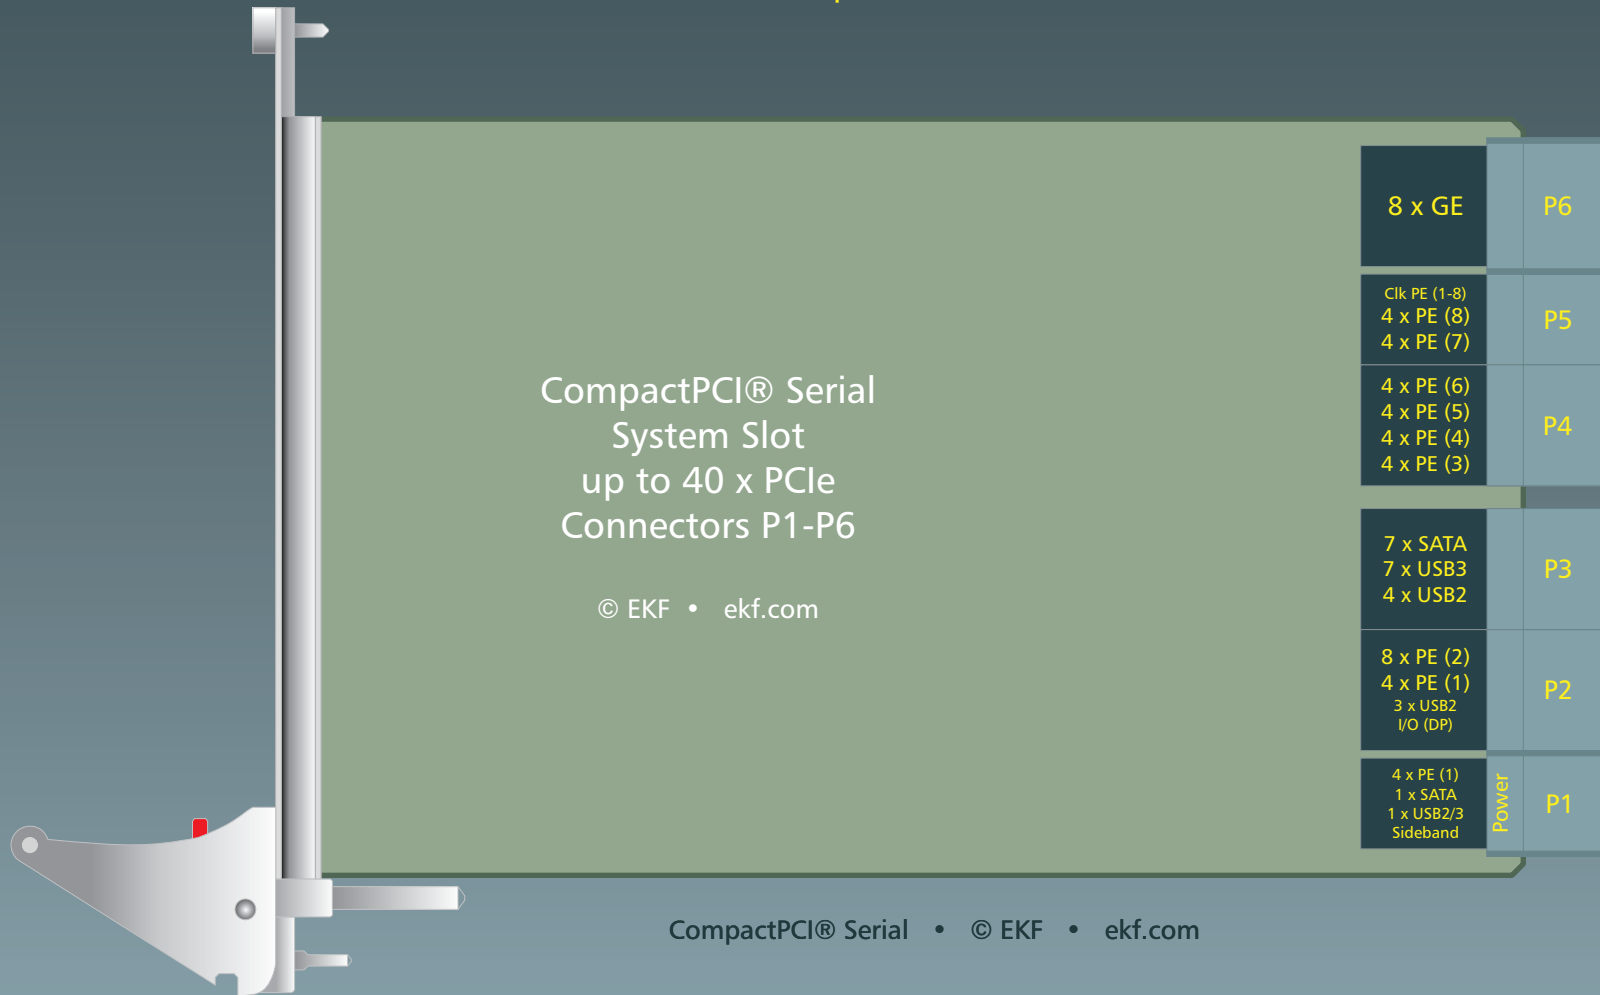 CompactPCI® Serial
System Slot
up to 40 x PCIe
Connectors P1-P6
© EKF • ekf.com
8 x GE
P6
Clk PE (1-8)
4 x PE (8)
4 x PE (7)
P5
4 x PE (6)
4 x PE (5)
4 x PE (4)
4 x PE (3)
P4
7 x SATA
7 x USB3
4 x USB2
P3
8 x PE (2)
4 x PE (1)
3 x USB2
I/O (DP)
P2
4 x PE (1)
1 x SATA
1 x USB2/3
Sideband
Power
P1
CompactPCI® Serial • © EKF • ekf.com